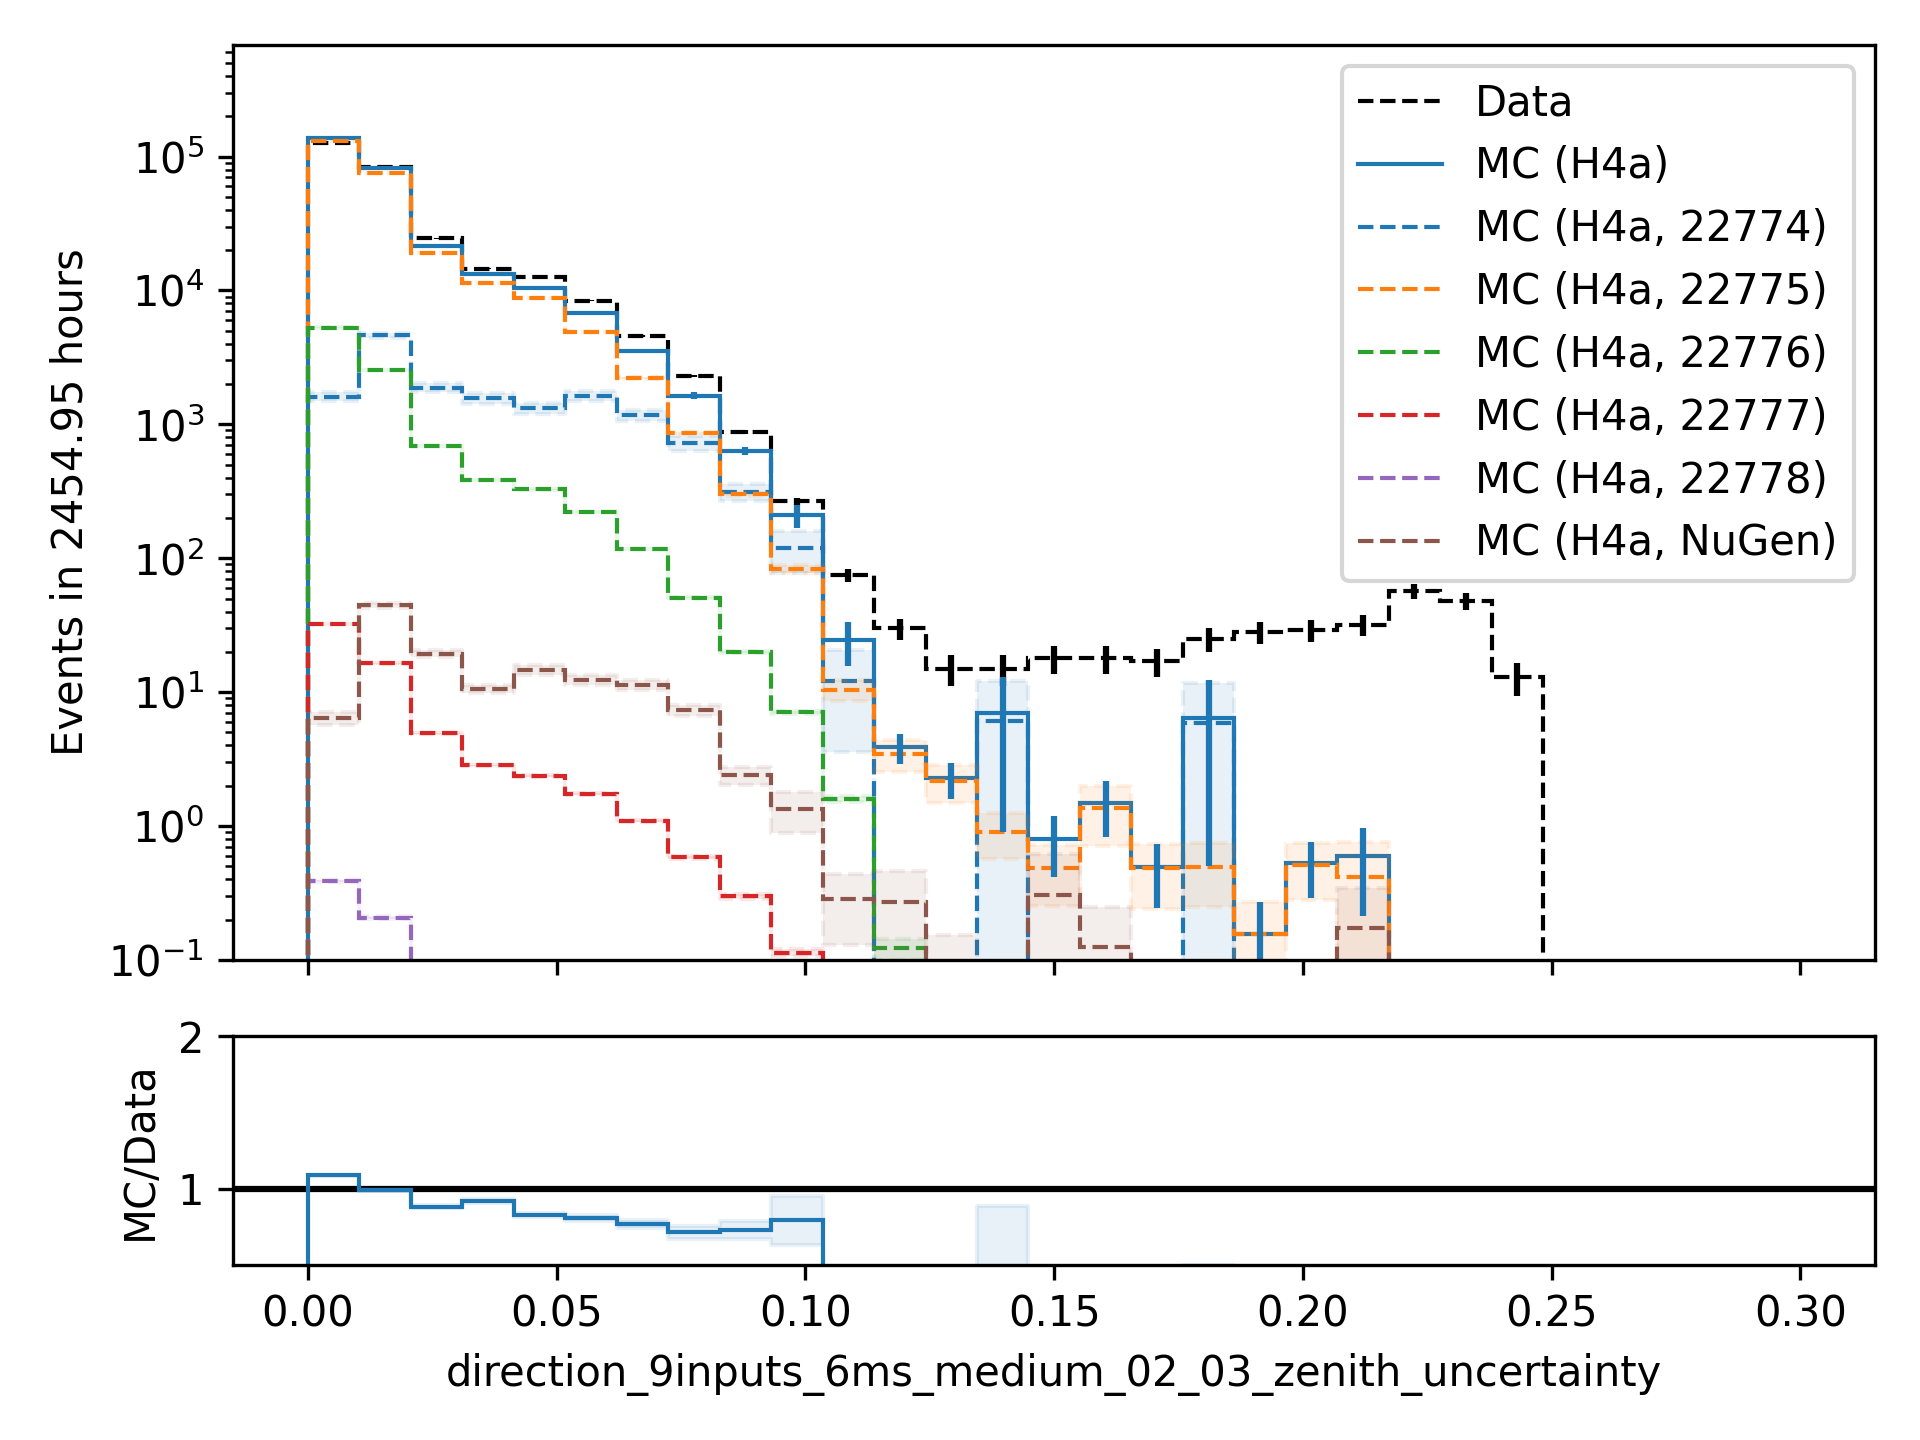 Events in 2454.95 hours
10⁵
10⁴
10³
10²
10¹
10⁰
10⁻¹
Data
MC (H4a)
MC (H4a, 22774)
MC (H4a, 22775)
MC (H4a, 22776)
MC (H4a, 22777)
MC (H4a, 22778)
MC (H4a, NuGen)
MC/Data
2
1
0.00 0.05 0.10 0.15 0.20 0.25 0.30
direction_9inputs_6ms_medium_02_03_zenith_uncertainty